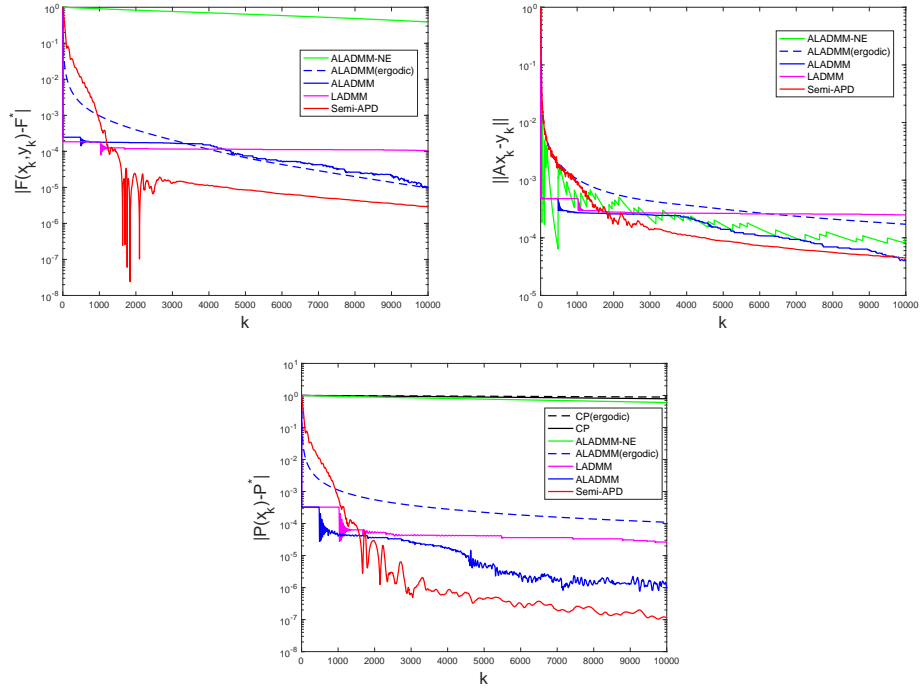 10^0
10^-1
10^-2
10^-3
10^-4
10^-5
10^-6
10^-7
10^-8
|F(x_k,y_k)-F^*|
0 1000 2000 3000 4000 5000 6000 7000 8000 9000 10000
k
ALADMM-NE
ALADMM(ergodic)
ALADMM
LADMM
Semi-APD
10^0
10^-1
10^-2
10^-3
10^-4
10^-5
||Ax_k-y_k||
0 1000 2000 3000 4000 5000 6000 7000 8000 9000 10000
k
ALADMM-NE
ALADMM(ergodic)
ALADMM
LADMM
Semi-APD
10^1
10^0
10^-1
10^-2
10^-3
10^-4
10^-5
10^-6
10^-7
10^-8
|P(x_k)-P^*|
0 1000 2000 3000 4000 5000 6000 7000 8000 9000 10000
k
CP(ergodic)
CP
ALADMM-NE
ALADMM(ergodic)
LADMM
ALADMM
Semi-APD